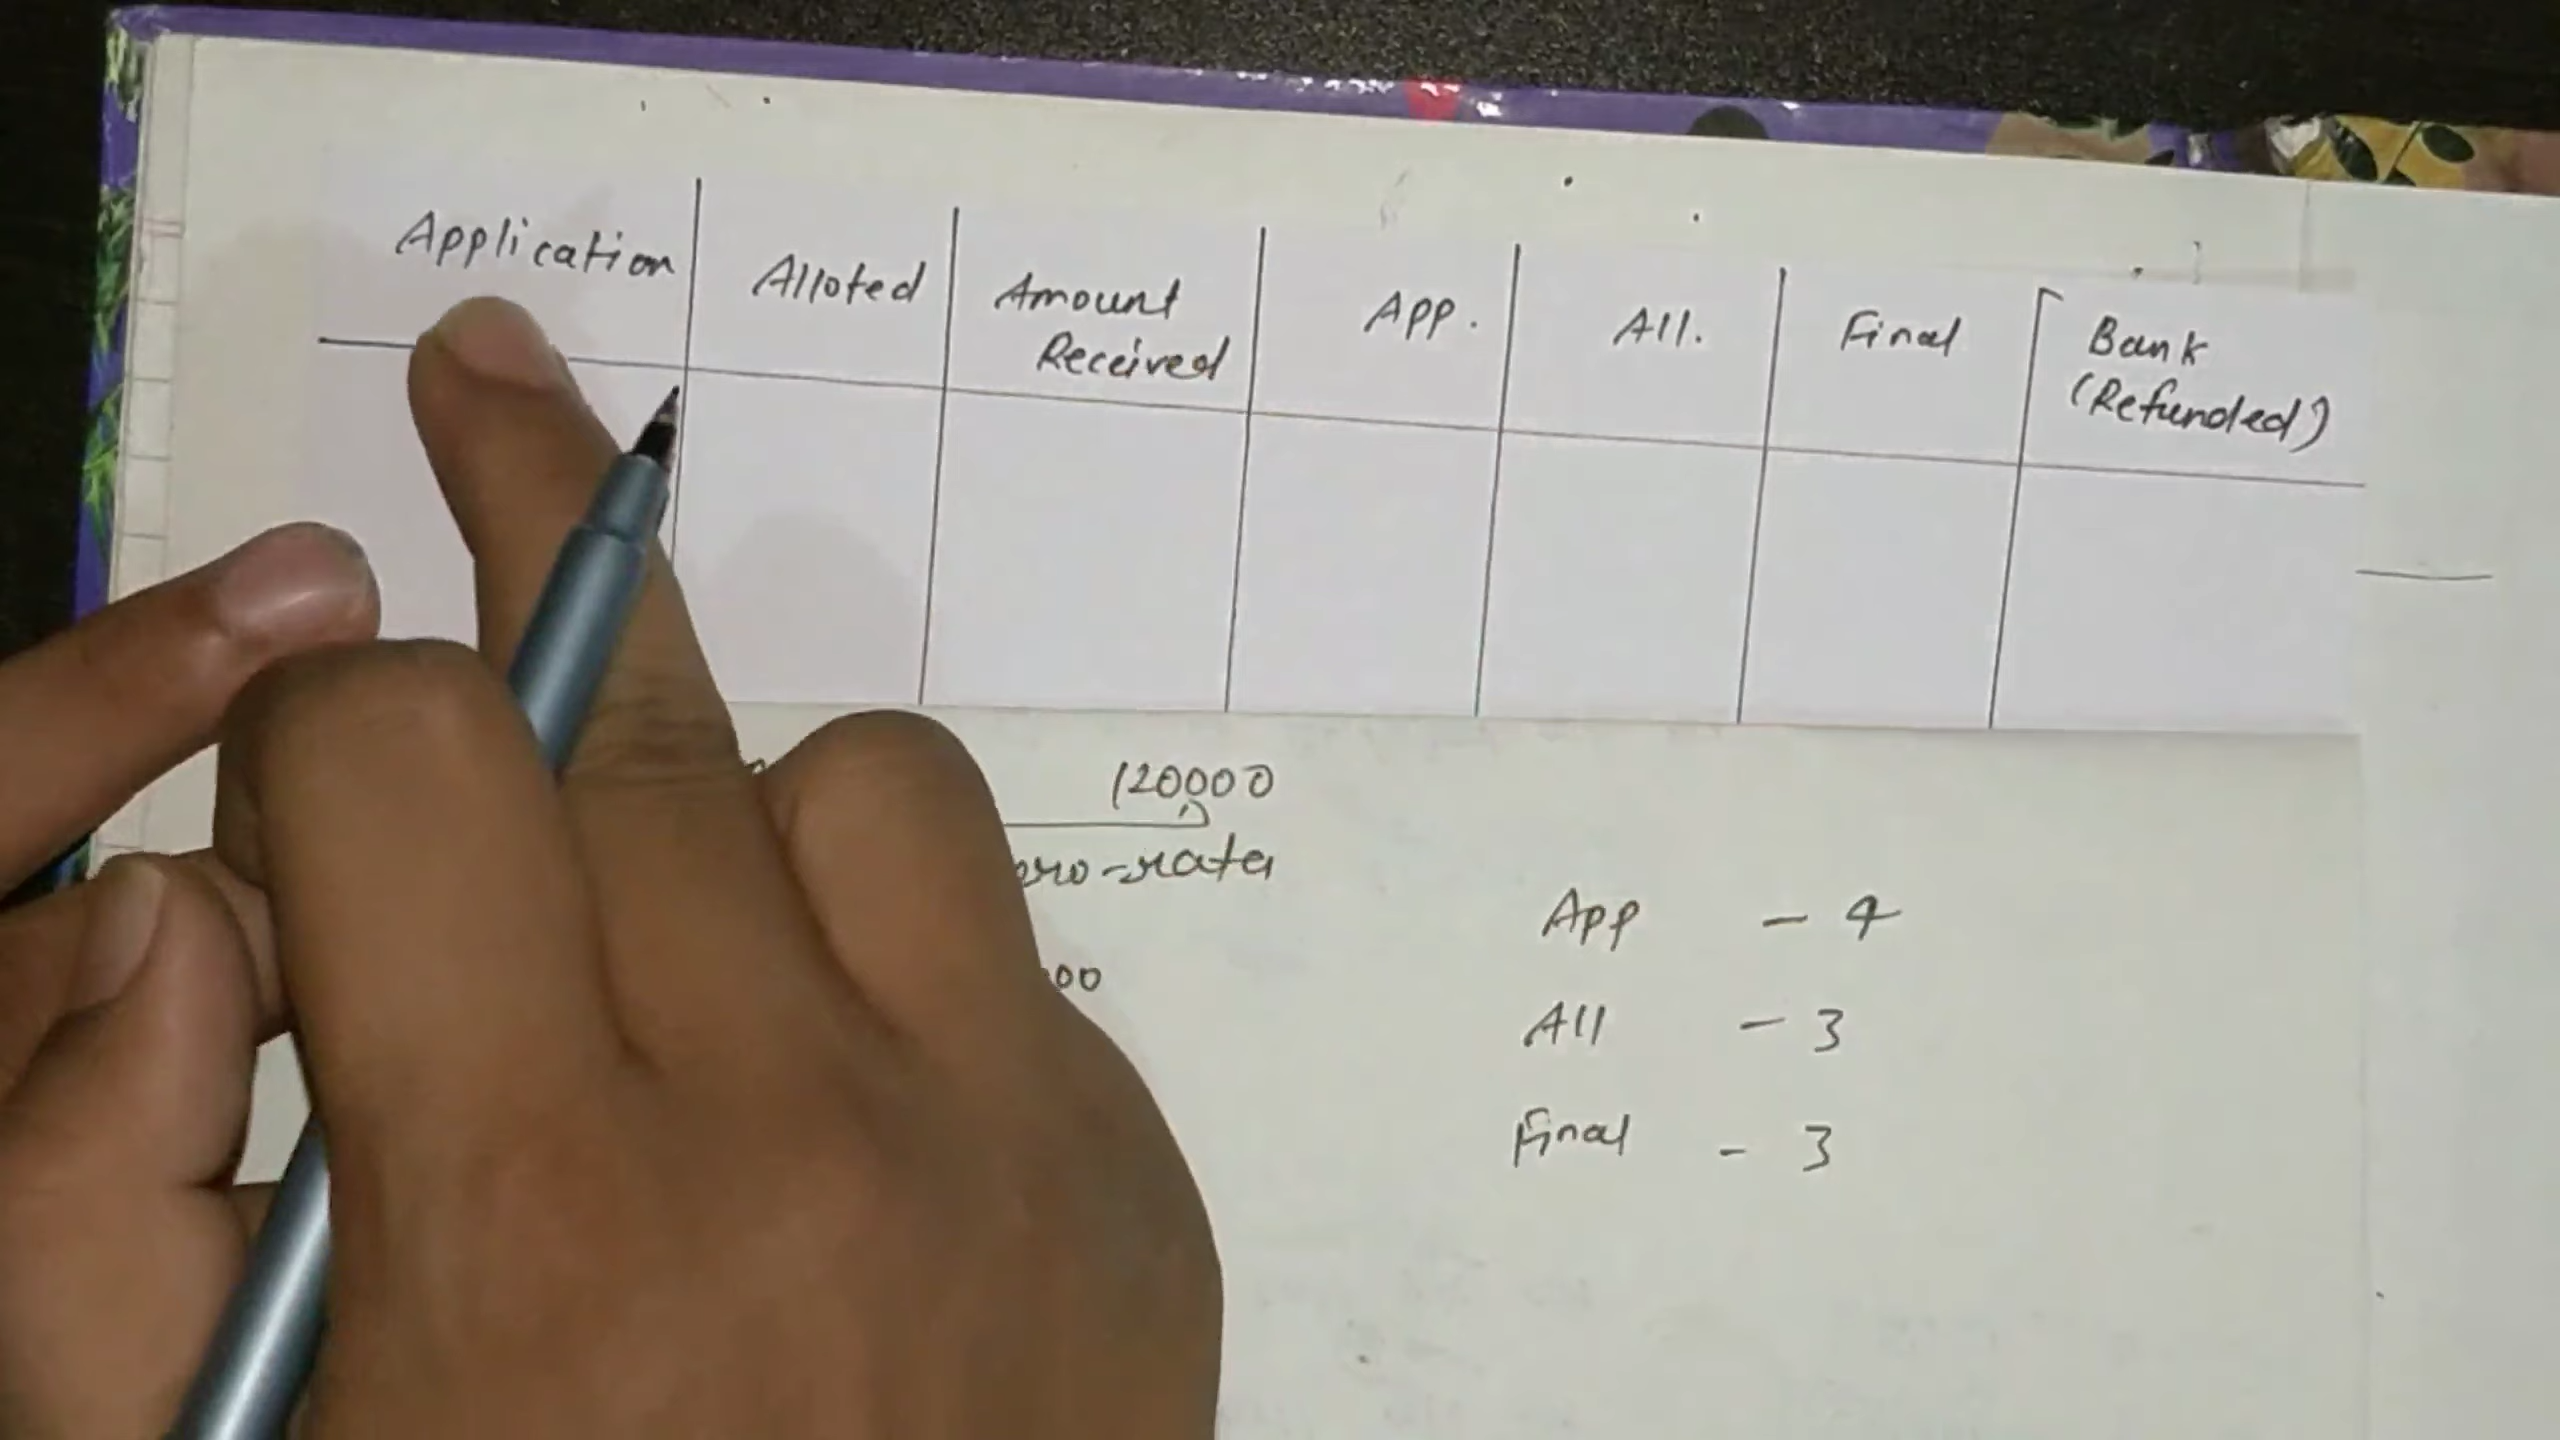 Application Alloted Amount Received App. All. Final Bank (Refunded)
120000
pro-rata
App - 4
All - 3
Final - 3